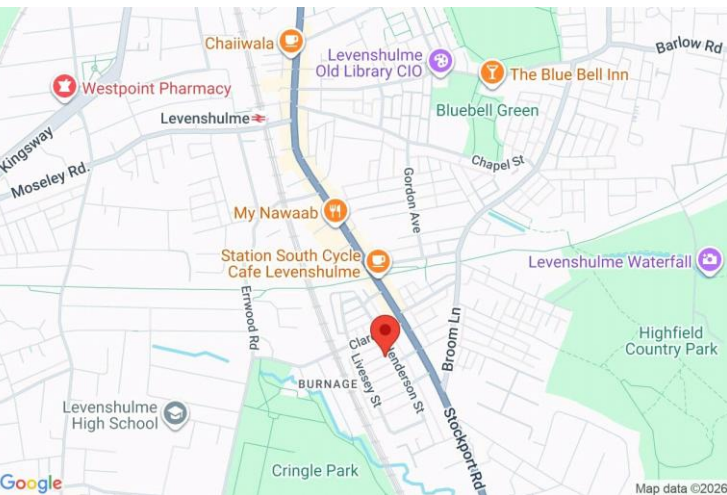 Chaiiwala
Levenshulme
Old Library CIO
Barlow Rd
The Blue Bell Inn
Westpoint Pharmacy
Bluebell Green
Levenshulme
Kingsway
Chapel St
Moseley Rd.
Gordon Ave
My Nawaab
Station South Cycle
Cafe Levenshulme
Levenshulme Waterfall
Errwood Rd
Broom Ln
Highfield
Country Park
Henderson St
Livesey St
BURNAGE
Levenshulme
High School
Stockport Rd
Cringle Park
Google
Map data ©2026